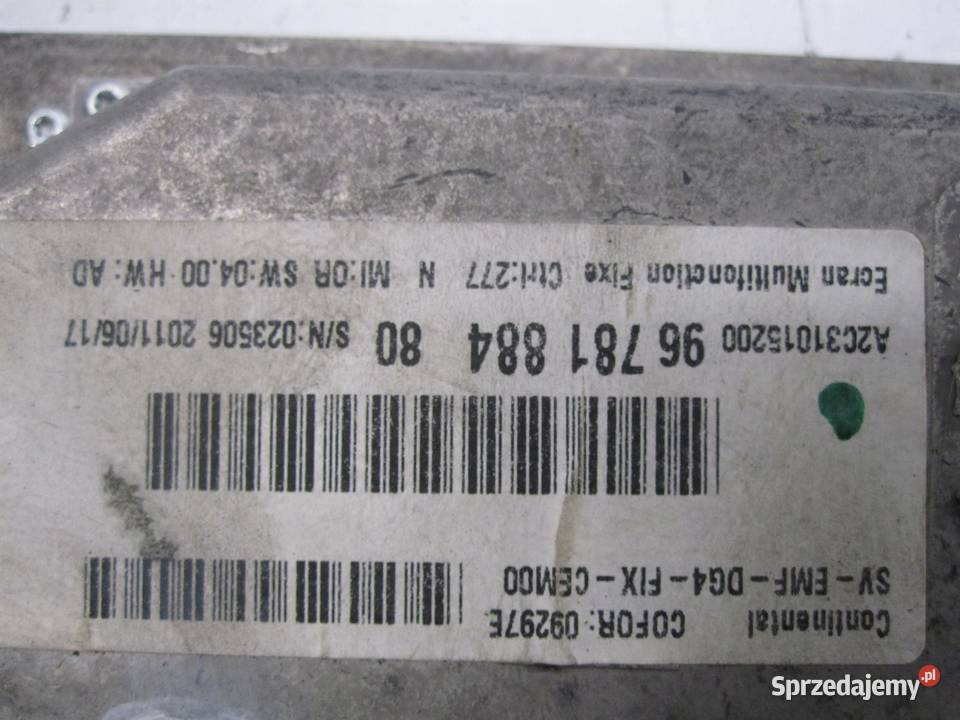 Continental COFOR: 09297E
SV-EMF-DG4-FIX-CEM00
A2C31015200 96 781 884 80 S/N:023506 2011/06/17
Ecran Multifonction Fixe Ctrl:277 N MI:OR SW:04.00 HW:AD
Sprzedajemy.pl